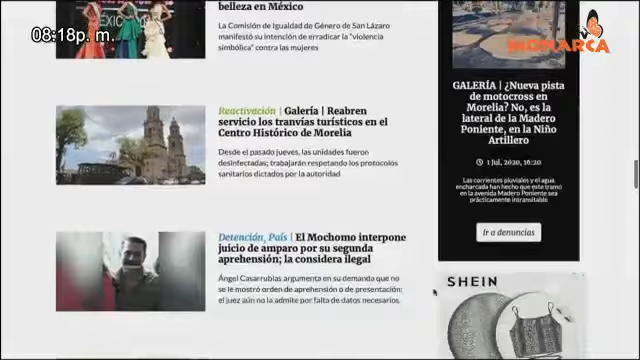 08:18p. m.
belleza en México
La Comisión de Igualdad de Género de San Lázaro
manifestó su intención de erradicar la "violencia
simbólica" contra las mujeres
Reactivación | Galería | Reabren
servicio los tranvías turísticos en el
Centro Histórico de Morelia
Desde el pasado jueves, las unidades fueron
desinfectadas; trabajarán respetando los protocolos
sanitarios dictados por la autoridad
Detención, País | El Mochomo interpone
juicio de amparo por su segunda
aprehensión; la considera ilegal
Ángel Casarrubias argumenta en su demanda que no
se le mostró orden de aprehensión o de presentación;
el juez aún no la admite por falta de datos necesarios.
GALERÍA | ¿Nueva pista
de motocross en
Morelia? No, es la
lateral de la Madero
Poniente, en la Niño
Artillero
1 Jul, 2020, 16:20
Las corrientes pluviales y el agua
encharcada han hecho que este tramo
en la avenida Madero Poniente sea
prácticamente intransitable
Ir a denuncias
SHEIN